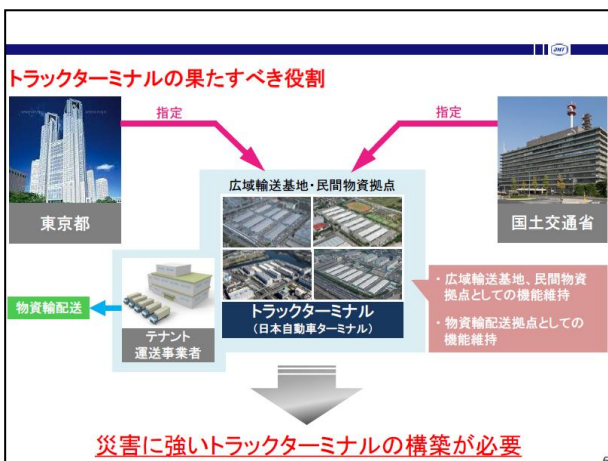 JMT
トラックターミナルの果たすべき役割
指定
指定
広域輸送基地・民間物資拠点
東京都
国土交通省
物資輸配送
トラックターミナル
（日本自動車ターミナル）
テナント
運送事業者
・広域輸送基地、民間物資
拠点としての機能維持
・物資輸配送拠点としての
機能維持
災害に強いトラックターミナルの構築が必要